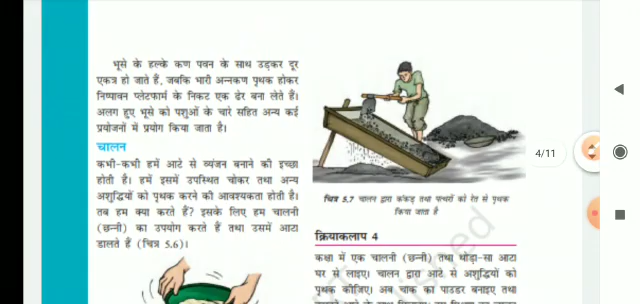 भूसे के हल्के कण पवन के साथ उड़कर दूर
एकत्र हो जाते हैं, जबकि भारी अन्नकण पृथक होकर
निष्पावन प्लेटफार्म के निकट एक ढेर बना लेते हैं।
अलग हुए भूसे को पशुओं के चारे सहित अन्य कई
प्रयोजनों में प्रयोग किया जाता है।
चालन
कभी-कभी हमें आटे से व्यंजन बनाने की इच्छा
होती है। हमें इसमें उपस्थित चोकर तथा अन्य
अशुद्धियों को पृथक करने की आवश्यकता होती है।
तब हम क्या करते हैं? इसके लिए हम चालनी
(छन्नी) का उपयोग करते हैं तथा उसमें आटा
डालते हैं (चित्र 5.6)।
चित्र 5.7 चालन द्वारा कंकड़ तथा पत्थरों को रेत से पृथक
किया जाता है
क्रियाकलाप 4
कक्षा में एक चालनी (छन्नी) तथा थोड़ा-सा आटा
घर से लाइए। चालन द्वारा आटे से अशुद्धियों को
पृथक कीजिए। अब चाक का पाउडर बनाइए तथा
4/11